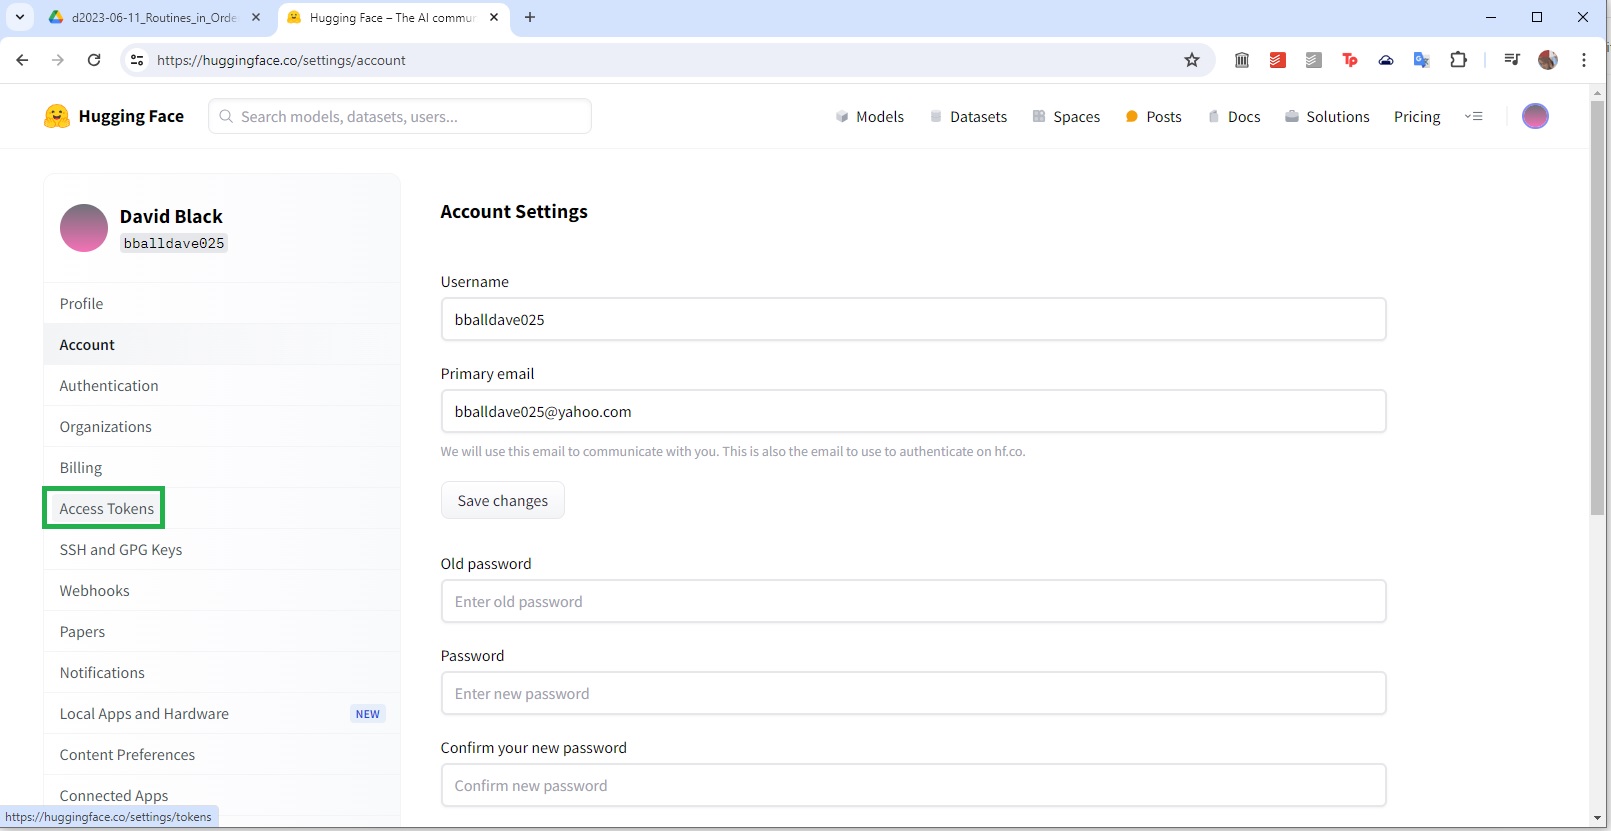 d2023-06-11_Routines_in_Orde
Hugging Face – The AI commur
https://huggingface.co/settings/account
Hugging Face
Search models, datasets, users...
Models
Datasets
Spaces
Posts
Docs
Solutions
Pricing
David Black
bballdave025
Profile
Account
Authentication
Organizations
Billing
Access Tokens
SSH and GPG Keys
Webhooks
Papers
Notifications
Local Apps and Hardware NEW
Content Preferences
Connected Apps
Account Settings
Username
bballdave025
Primary email
bballdave025@yahoo.com
We will use this email to communicate with you. This is also the email to use to authenticate on hf.co.
Save changes
Old password
Enter old password
Password
Enter new password
Confirm your new password
Confirm new password
https://huggingface.co/settings/tokens